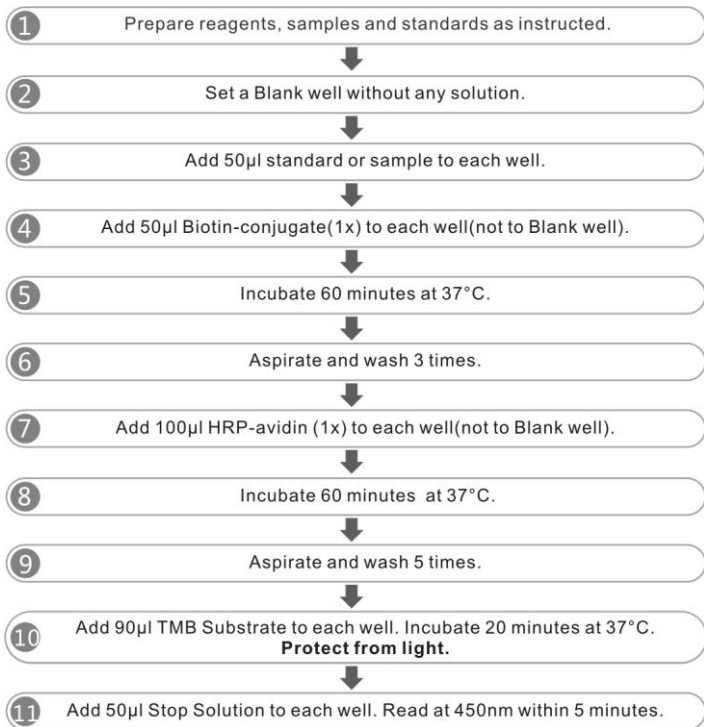 1 Prepare reagents, samples and standards as instructed.
2 Set a Blank well without any solution.
3 Add 50µl standard or sample to each well.
4 Add 50µl Biotin-conjugate(1x) to each well(not to Blank well).
5 Incubate 60 minutes at 37°C.
6 Aspirate and wash 3 times.
7 Add 100µl HRP-avidin (1x) to each well(not to Blank well).
8 Incubate 60 minutes at 37°C.
9 Aspirate and wash 5 times.
10 Add 90µl TMB Substrate to each well. Incubate 20 minutes at 37°C.
Protect from light.
11 Add 50µl Stop Solution to each well. Read at 450nm within 5 minutes.